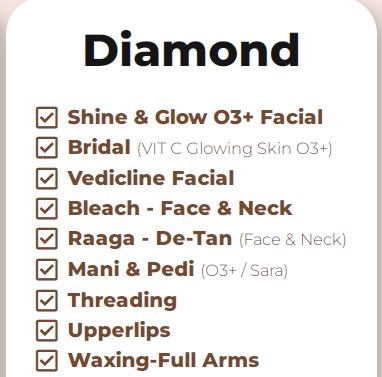 Diamond
Shine & Glow O3+ Facial
Bridal (VIT C Glowing Skin O3+)
Vedicline Facial
Bleach - Face & Neck
Raaga - De-Tan (Face & Neck)
Mani & Pedi (O3+ / Sara)
Threading
Upperlips
Waxing-Full Arms